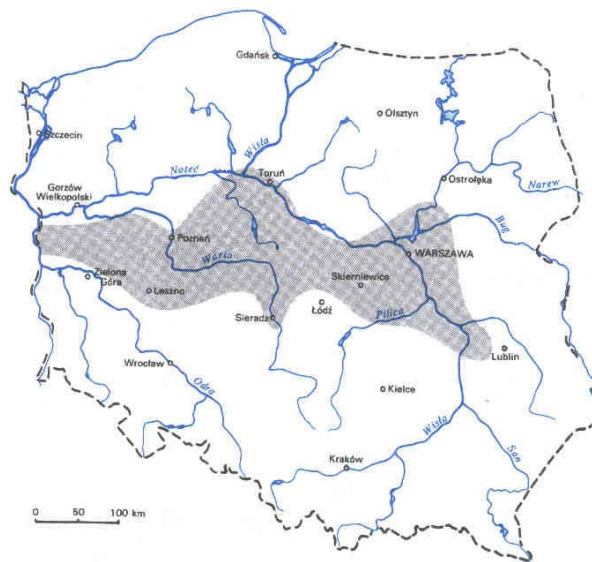 Gdańsk
Olsztyn
Szczecin
Wisła
Noteć
Toruń
Gorzów
Wielkopolski
Ostrołęka
Narew
Bug
Poznań
WARSZAWA
Warta
Zielona
Góra
Leszno
Skierniewice
Sieradz
Łódź
Pilica
Wrocław
Lublin
Odra
Kielce
Wisła
San
Kraków
0 50 100 km